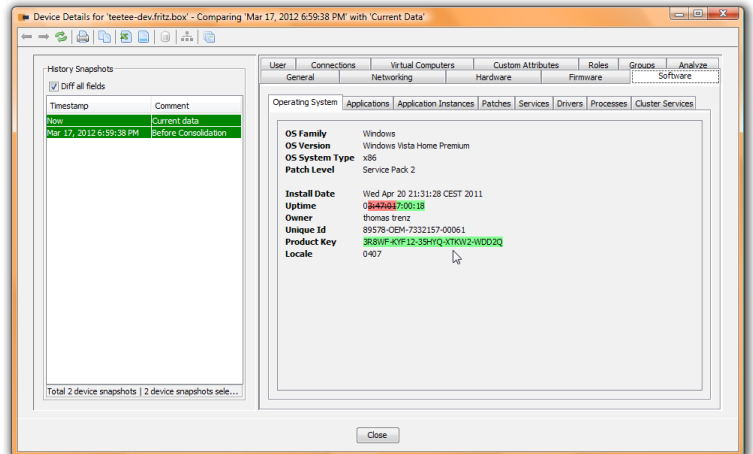 Device Details for 'teetee-dev.fritz.box' - Comparing 'Mar 17, 2012 6:59:38 PM' with 'Current Data'
History Snapshots
Diff all fields
Timestamp Comment
Now Current data
Mar 17, 2012 6:59:38 PM Before Consolidation
Total 2 device snapshots | 2 device snapshots sele...
User Connections Virtual Computers Custom Attributes Roles Groups Analyze
General Networking Hardware Firmware Software
Operating System Applications Application Instances Patches Services Drivers Processes Cluster Services
OS Family Windows
OS Version Windows Vista Home Premium
OS System Type x86
Patch Level Service Pack 2
Install Date Wed Apr 20 21:31:28 CEST 2011
Uptime 03:47:017:00:18
Owner thomas trenz
Unique Id 89578-OEM-7332157-00061
Product Key 3R8WF-KYF12-35HYQ-XTKW2-WDD2Q
Locale 0407
Close